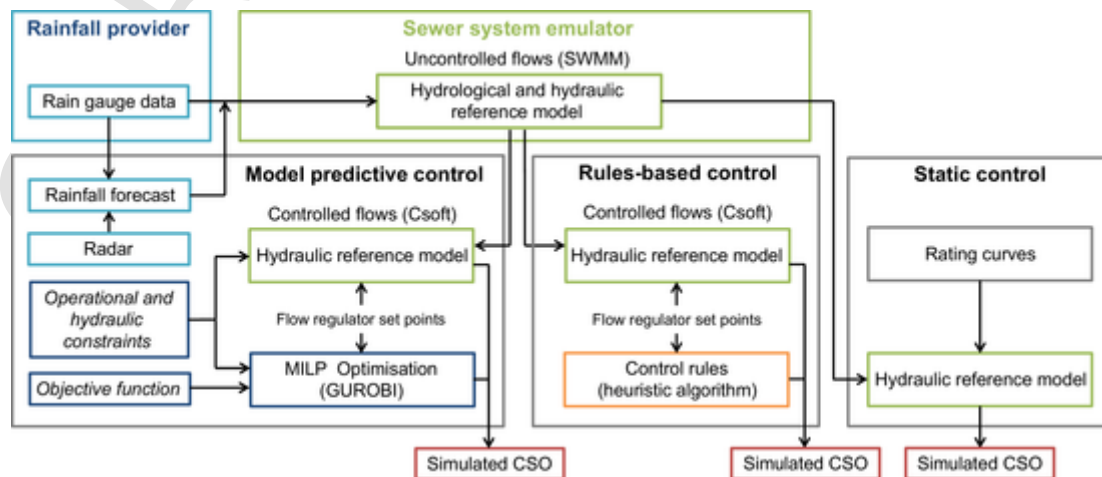 Rainfall provider
Sewer system emulator
Uncontrolled flows (SWMM)
Rain gauge data
Hydrological and hydraulic
reference model
Model predictive control
Rainfall forecast
Controlled flows (Csoft)
Radar
Hydraulic reference model
Operational and
hydraulic
constraints
Flow regulator set points
Objective function
MILP Optimisation
(GUROBI)
Simulated CSO
Rules-based control
Controlled flows (Csoft)
Hydraulic reference model
Flow regulator set points
Control rules
(heuristic algorithm)
Simulated CSO
Static control
Rating curves
Hydraulic reference model
Simulated CSO